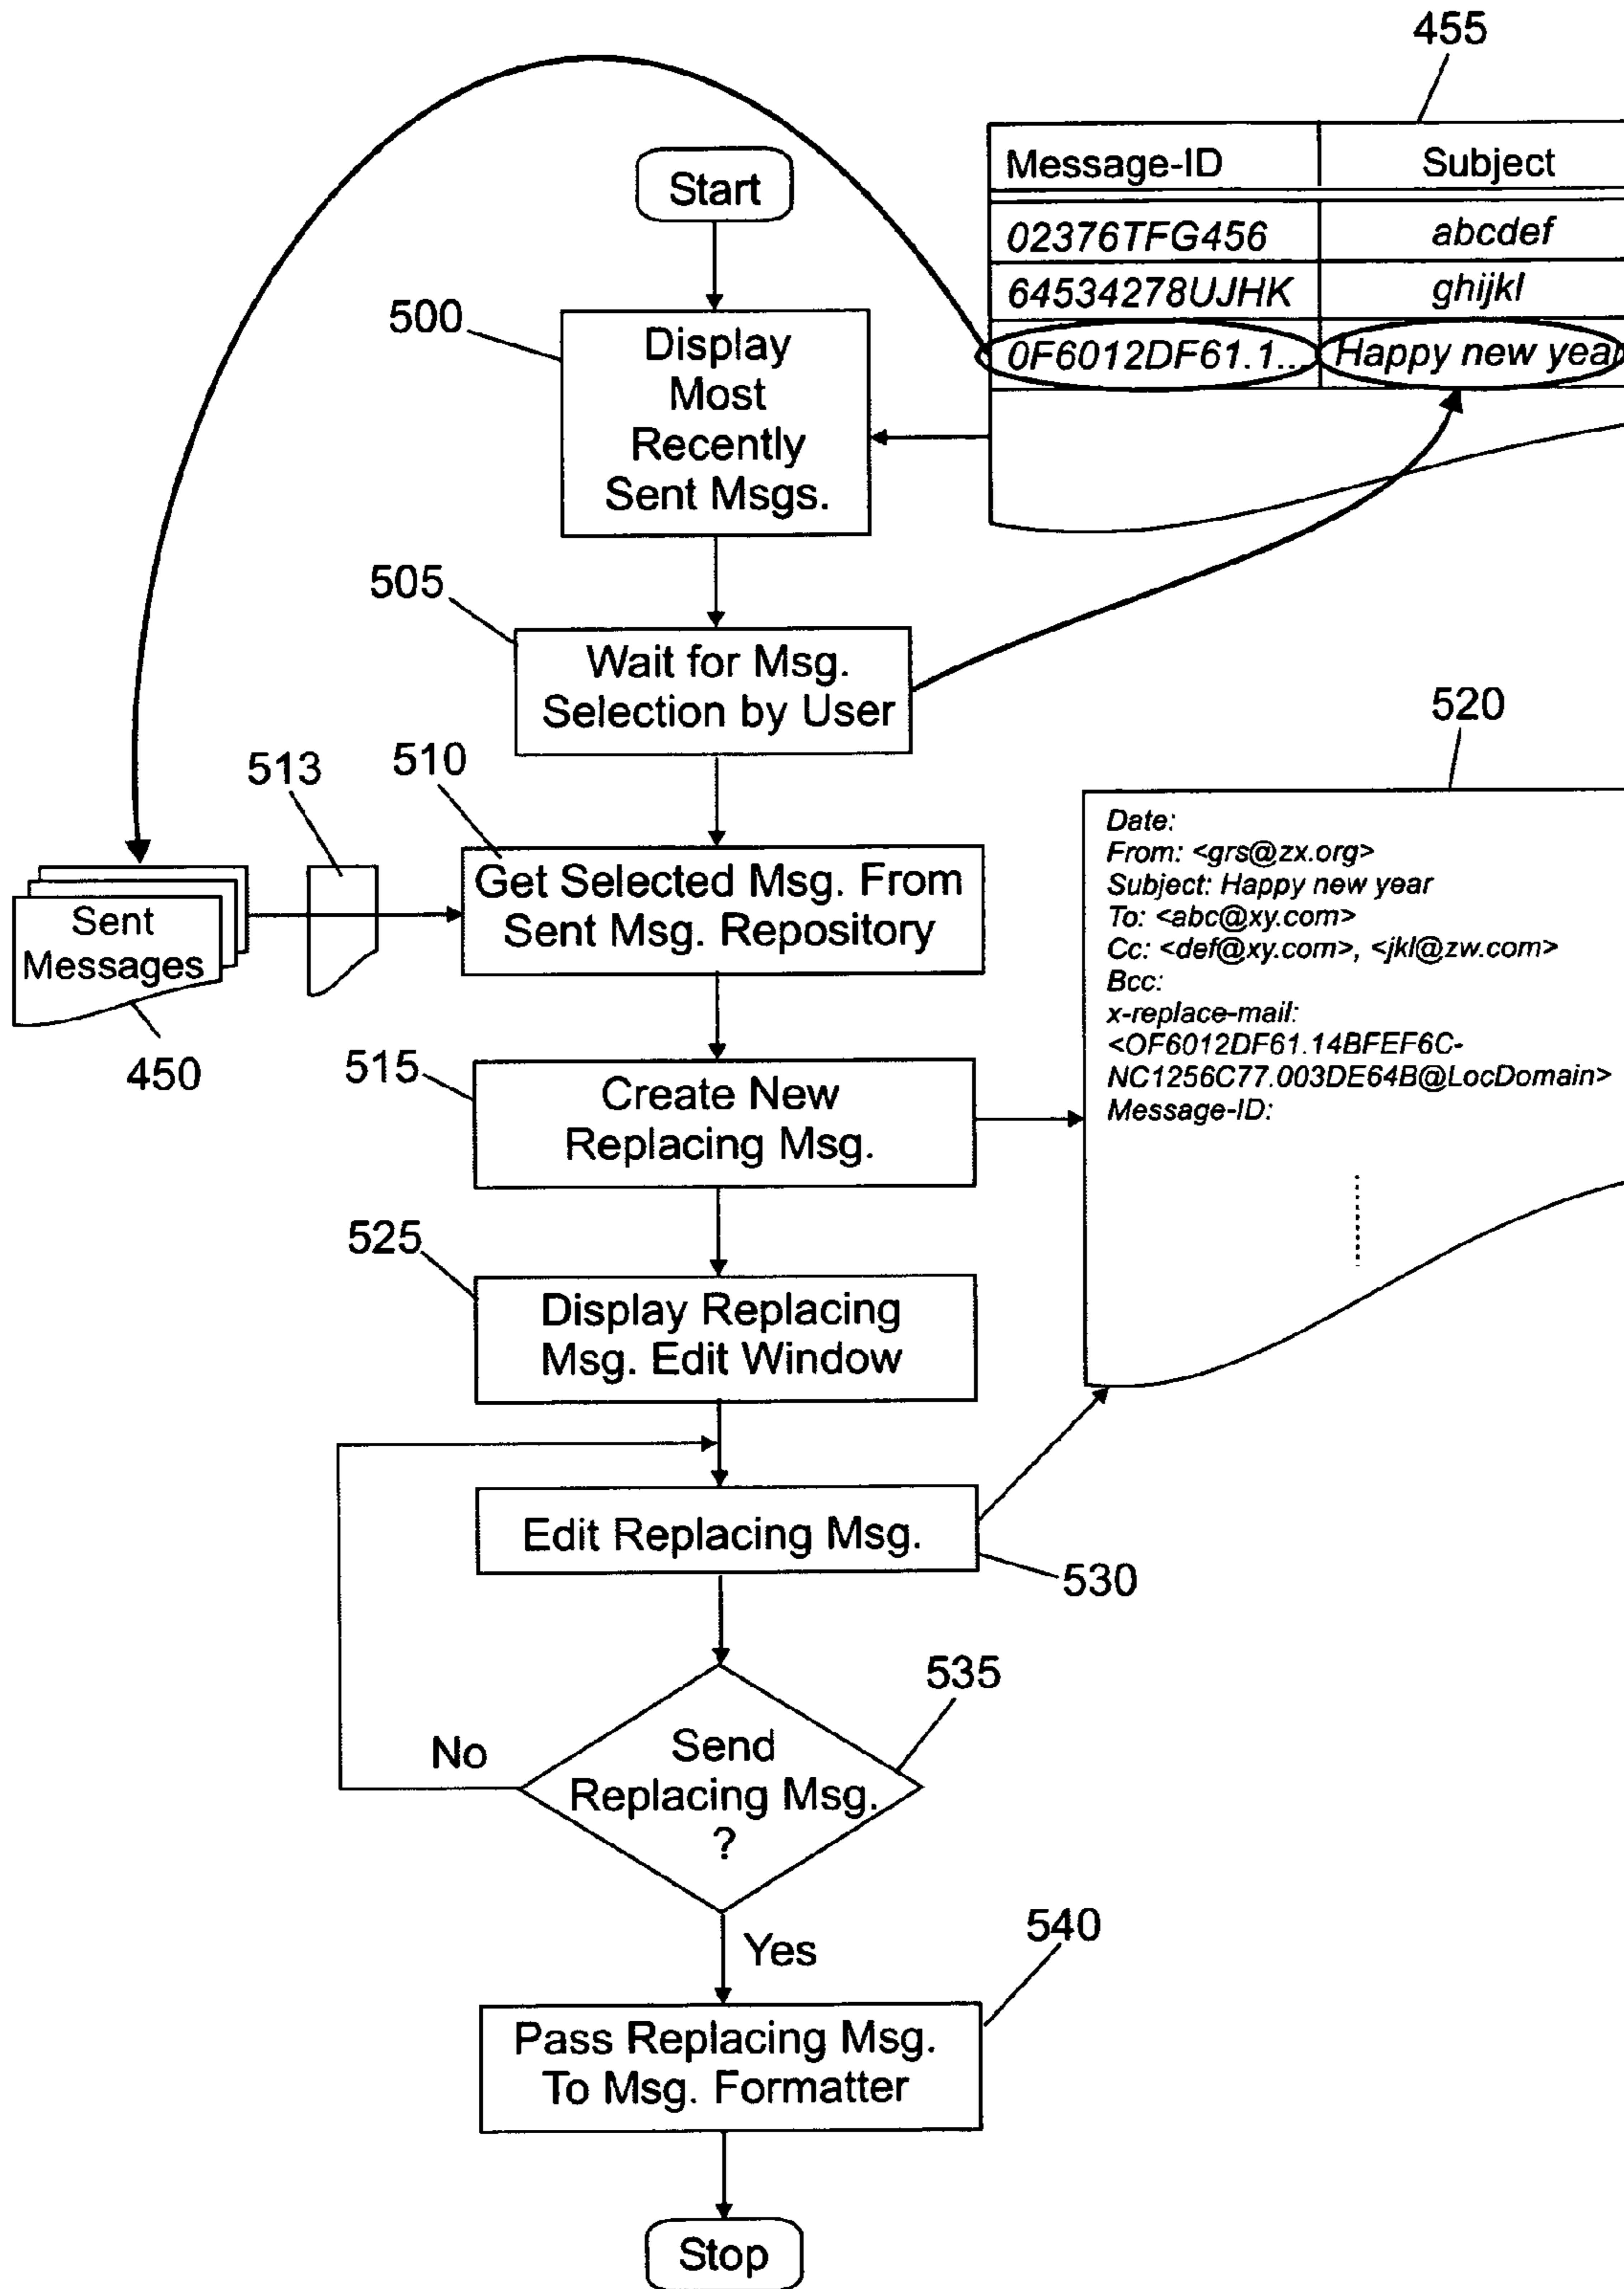 455
Message-ID Subject
02376TFG456 abcdef
64534278UJHK ghijkl
0F6012DF61.1... Happy new year
Start
500
Display
Most
Recently
Sent Msgs.
505
Wait for Msg.
Selection by User
513
510
Get Selected Msg. From
Sent Msg. Repository
Sent
Messages
450
520
Date:
From: <grs@zx.org>
Subject: Happy new year
To: <abc@xy.com>
Cc: <def@xy.com>, <jkl@zw.com>
Bcc:
x-replace-mail:
<OF6012DF61.14BFEF6C-
NC1256C77.003DE64B@LocDomain>
Message-ID:
515
Create New
Replacing Msg.
525
Display Replacing
Msg. Edit Window
Edit Replacing Msg.
530
535
Send
Replacing Msg.
?
No
Yes
540
Pass Replacing Msg.
To Msg. Formatter
Stop